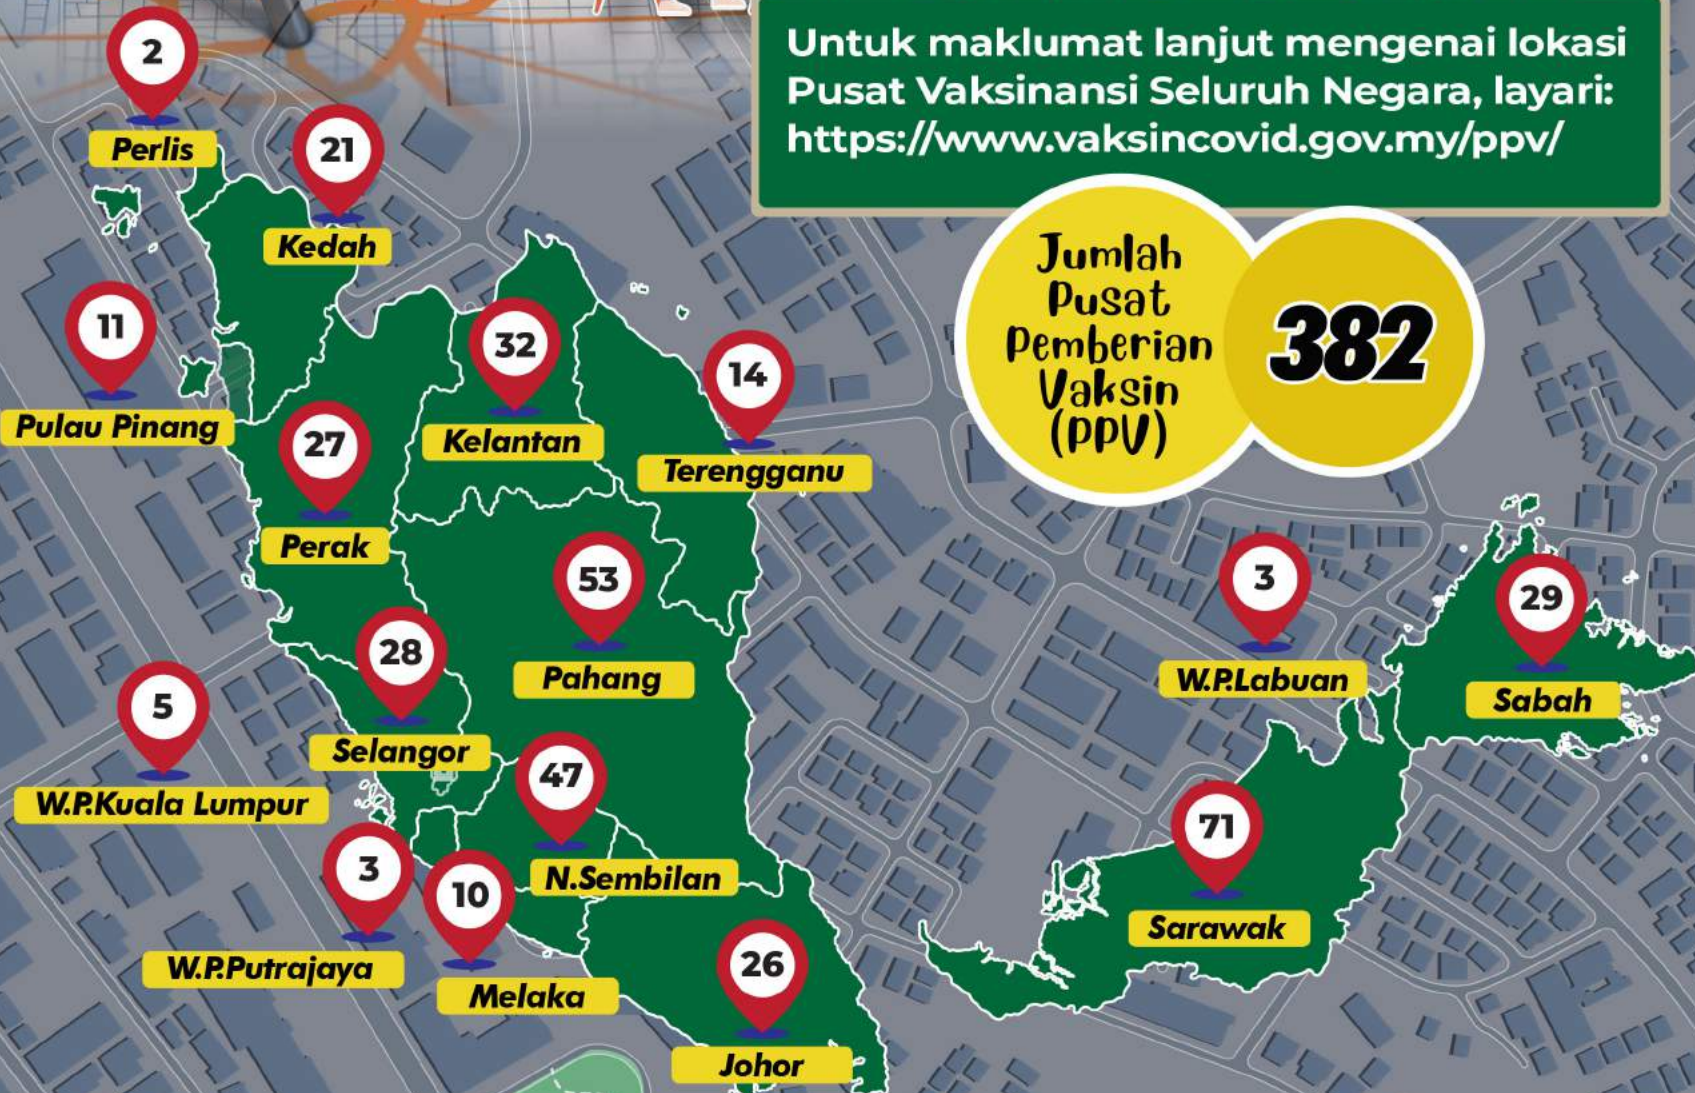 Untuk maklumat lanjut mengenai lokasi
Pusat Vaksinansi Seluruh Negara, layari:
https://www.vaksincovid.gov.my/ppv/
Jumlah
Pusat
Pemberian
Vaksin
(PPV)
382
2
Perlis
21
Kedah
11
Pulau Pinang
32
Kelantan
14
Terengganu
27
Perak
53
Pahang
28
Selangor
5
W.P.Kuala Lumpur
47
N.Sembilan
3
W.P.Putrajaya
10
Melaka
26
Johor
3
W.P.Labuan
29
Sabah
71
Sarawak